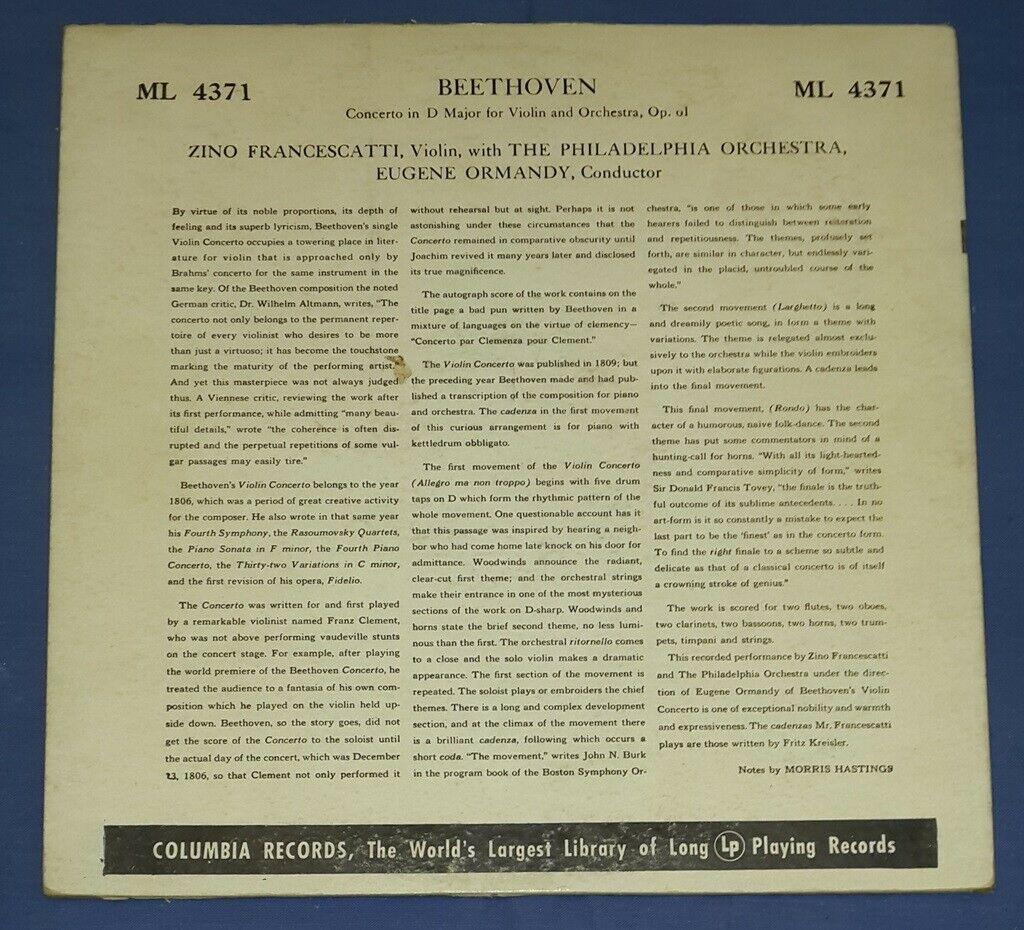 ML 4371
BEETHOVEN
ML 4371
Concerto in D Major for Violin and Orchestra, Op. 61
ZINO FRANCESCATTI, Violin, with THE PHILADELPHIA ORCHESTRA,
EUGENE ORMANDY, Conductor
By virtue of its noble proportions, its depth of
feeling and its superb lyricism, Beethoven's single
Violin Concerto occupies a towering place in liter-
ature for violin that is approached only by
Brahms' concerto for the same instrument in the
same key. Of the Beethoven composition the noted
German critic, Dr. Wilhelm Altmann, writes, "The
concerto not only belongs to the permanent reper-
toire of every violinist who desires to be more
than just a virtuoso; it has become the touchstone
marking the maturity of the performing artist."
And yet this masterpiece was not always judged
thus. A Viennese critic, reviewing the work after
its first performance, while admitting "many beau-
tiful details," wrote "the coherence is often dis-
rupted and the perpetual repetitions of some vul-
gar passages may easily tire."
Beethoven's Violin Concerto belongs to the year
1806, which was a period of great creative activity
for the composer. He also wrote in that same year
his Fourth Symphony, the Rasoumovsky Quartets,
the Piano Sonata in F minor, the Fourth Piano
Concerto, the Thirty-two Variations in C minor,
and the first revision of his opera, Fidelio.
The Concerto was written for and first played
by a remarkable violinist named Franz Clement,
who was not above performing vaudeville stunts
on the concert stage. For example, after playing
the world premiere of the Beethoven Concerto, he
treated the audience to a fantasia of his own com-
position which he played on the violin held up-
side down. Beethoven, so the story goes, did not
get the score of the Concerto to the soloist until
the actual day of the concert, which was December
23, 1806, so that Clement not only performed it
without rehearsal but at sight. Perhaps it is not
astonishing under these circumstances that the
Concerto remained in comparative obscurity until
Joachim revived it many years later and disclosed
its true magnificence.
The autograph score of the work contains on the
title page a bad pun written by Beethoven in a
mixture of languages on the virtue of clemency—
"Concerto par Clemenza pour Clement."
The Violin Concerto was published in 1809; but
the preceding year Beethoven made and had pub-
lished a transcription of the composition for piano
and orchestra. The cadenza in the first movement
of this curious arrangement is for piano with
kettledrum obbligato.
The first movement of the Violin Concerto
(Allegro ma non troppo) begins with five drum
taps on D which form the rhythmic pattern of the
whole movement. One questionable account has it
that this passage was inspired by hearing a neigh-
bor who had come home late knock on his door for
admittance. Woodwinds announce the radiant,
clear-cut first theme; and the orchestral strings
make their entrance in one of the most mysterious
sections of the work on D-sharp. Woodwinds and
horns state the brief second theme, no less lumi-
nous than the first. The orchestral ritornello comes
to a close and the solo violin makes a dramatic
appearance. The first section of the movement is
repeated. The soloist plays or embroiders the chief
themes. There is a long and complex development
section, and at the climax of the movement there
is a brilliant cadenza, following which occurs a
short coda. "The movement," writes John N. Burk
in the program book of the Boston Symphony Or-
chestra, "is one of those in which some early
hearers failed to distinguish between reiteration
and repetitiousness. The themes, profusely set
forth, are similar in character, but endlessly vari-
egated in the placid, untroubled course of the
whole."
The second movement (Larghetto) is a long
and dreamily poetic song, in form a theme with
variations. The theme is relegated almost exclu-
sively to the orchestra while the violin embroiders
upon it with elaborate figurations. A cadenza leads
into the final movement.
This final movement, (Rondo) has the char-
acter of a humorous, naive folk-dance. The second
theme has put some commentators in mind of a
hunting-call for horns. "With all its light-hearted-
ness and comparative simplicity of form," writes
Sir Donald Francis Tovey, "the finale is the truth-
ful outcome of its sublime antecedents. . . . In no
art-form is it so constantly a mistake to expect the
last part to be the 'finest' as in the concerto form.
To find the right finale to a scheme so subtle and
delicate as that of a classical concerto is of itself
a crowning stroke of genius."
The work is scored for two flutes, two oboes,
two clarinets, two bassoons, two horns, two trum-
pets, timpani and strings.
This recorded performance by Zino Francescatti
and The Philadelphia Orchestra under the direc-
tion of Eugene Ormandy of Beethoven's Violin
Concerto is one of exceptional nobility and warmth
and expressiveness. The cadenzas Mr. Francescatti
plays are those written by Fritz Kreisler.
Notes by MORRIS HASTINGS
COLUMBIA RECORDS, The World's Largest Library of Long LP Playing Records